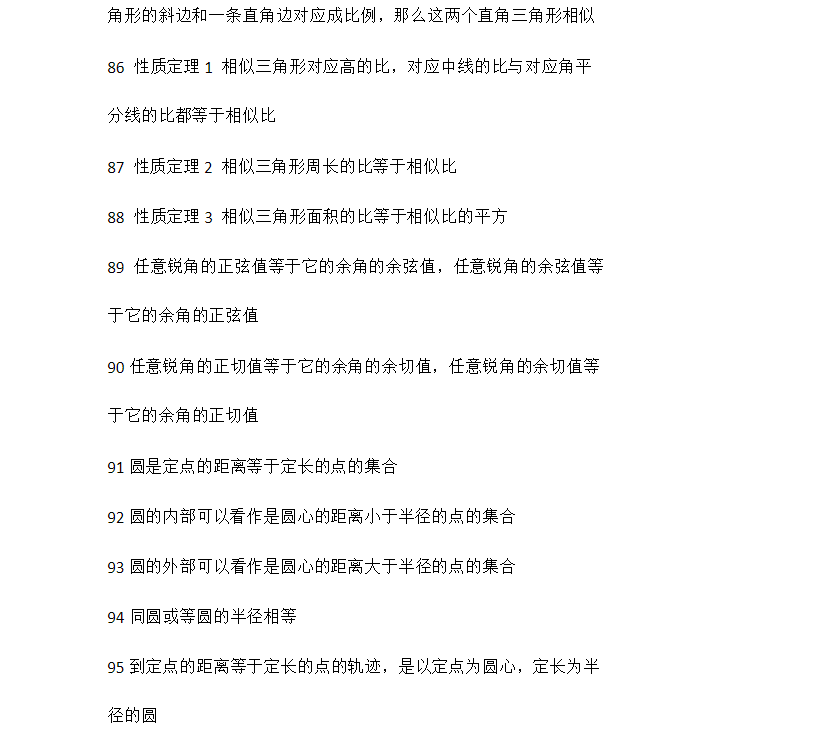 角形的斜边和一条直角边对应成比例，那么这两个直角三角形相似
86 性质定理 1 相似三角形对应高的比，对应中线的比与对应角平
分线的比都等于相似比
87 性质定理 2 相似三角形周长的比等于相似比
88 性质定理 3 相似三角形面积的比等于相似比的平方
89 任意锐角的正弦值等于它的余角的余弦值，任意锐角的余弦值等
于它的余角的正弦值
90 任意锐角的正切值等于它的余角的余切值，任意锐角的余切值等
于它的余角的正切值
91 圆是定点的距离等于定长的点的集合
92 圆的内部可以看作是圆心的距离小于半径的点的集合
93 圆的外部可以看作是圆心的距离大于半径的点的集合
94 同圆或等圆的半径相等
95 到定点的距离等于定长的点的轨迹，是以定点为圆心，定长为半
径的圆